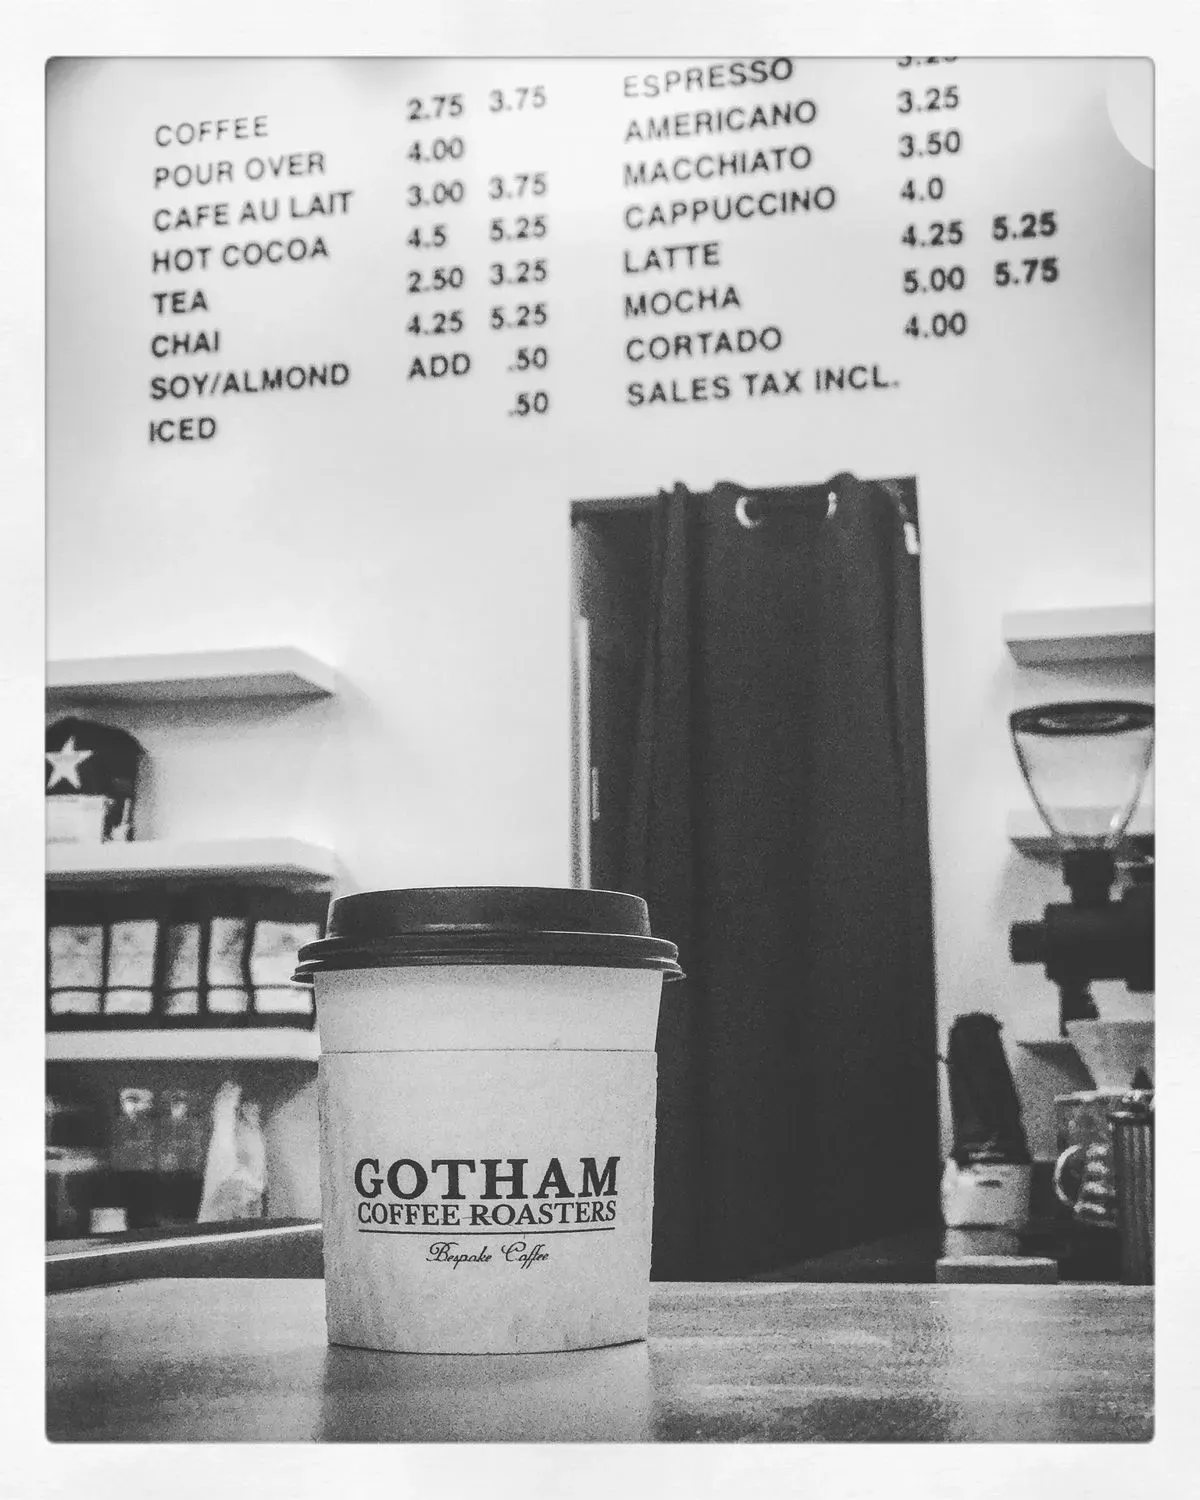 COFFEE 2.75 3.75
POUR OVER 4.00
CAFE AU LAIT 3.00 3.75
HOT COCOA 4.5 5.25
TEA 2.50 3.25
CHAI 4.25 5.25
SOY/ALMOND ADD .50
ICED .50
ESPRESSO
AMERICANO 3.25
MACCHIATO 3.50
CAPPUCCINO 4.0
LATTE 4.25 5.25
MOCHA 5.00 5.75
CORTADO 4.00
SALES TAX INCL.
GOTHAM
COFFEE ROASTERS
Bespoke Coffee